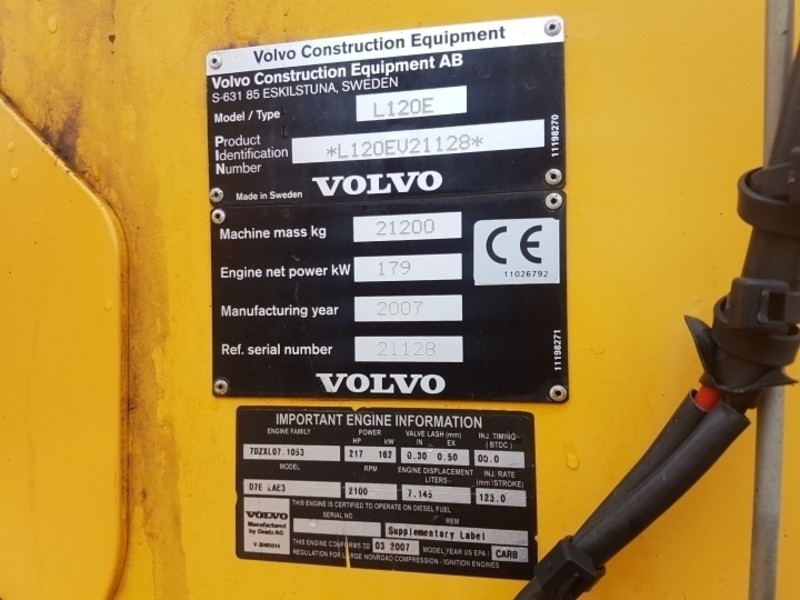 Volvo Construction Equipment
Volvo Construction Equipment AB
S-631 85 ESKILSTUNA, SWEDEN
Model / Type L120E
Product
Identification *L120EV21128*
Number
11198270
Made in Sweden VOLVO
Machine mass kg 21200
Engine net power kW 179
CE
11026792
Manufacturing year 2007
Ref. serial number 21128
11198271
VOLVO
IMPORTANT ENGINE INFORMATION
ENGINE FAMILY POWER VALVE LASH (mm) INJ. TIMING
HP kW IN EX (BTDC)
7DZXL07.1053 217 162 0.30 0.50 00.0
MODEL RPM ENGINE DISPLACEMENT INJ. RATE
LITERS (mm³/STROKE)
D7E LAE3 2100 7.145 123.0
THIS ENGINE IS CERTIFIED TO OPERATE ON DIESEL FUEL
VOLVO SERIAL NO REM
Manufactured Supplementary Label
by Deutz AG
THIS ENGINE CONFORMS TO 03 2007 MODEL YEAR US EPA / CARB
REGULATION FOR LARGE NONROAD COMPRESSION - IGNITION ENGINES